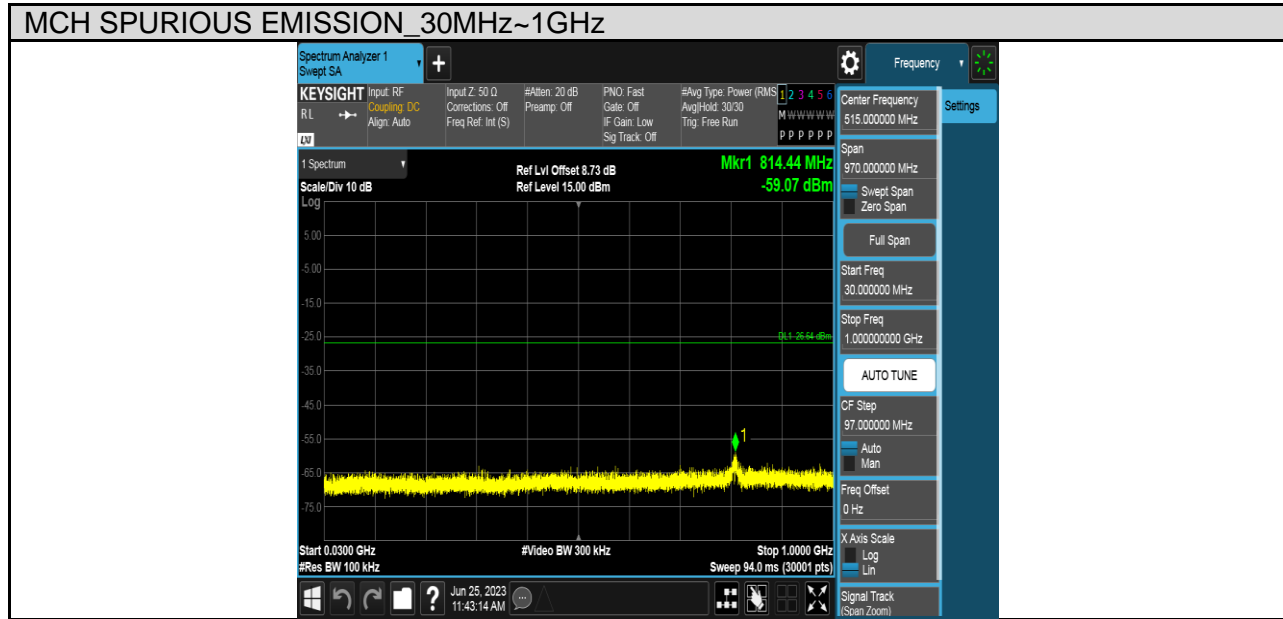 MCH SPURIOUS EMISSION_30MHz~1GHz
Spectrum Analyzer 1
Swept SA
+
Frequency
KEYSIGHT
RL
LXI
Input: RF
Coupling: DC
Align: Auto
Input Z: 50 Ω
Corrections: Off
Freq Ref: Int (S)
#Atten: 20 dB
Preamp: Off
PNO: Fast
Gate: Off
IF Gain: Low
Sig Track: Off
#Avg Type: Power (RMS
Avg|Hold: 30/30
Trig: Free Run
1 2 3 4 5 6
M W W W W W
P P P P P P
Center Frequency
515.000000 MHz
Settings
1 Spectrum
Ref Lvl Offset 8.73 dB
Mkr1 814.44 MHz
Scale/Div 10 dB
Ref Level 15.00 dBm
-59.07 dBm
Log
5.00
-5.00
-15.0
-25.0
DL1 -26.64 dBm
-35.0
-45.0
-55.0
1
-65.0
-75.0
Start 0.0300 GHz
#Video BW 300 kHz
Stop 1.0000 GHz
#Res BW 100 kHz
Sweep 94.0 ms (30001 pts)
Span
970.000000 MHz
Swept Span
Zero Span
Full Span
Start Freq
30.000000 MHz
Stop Freq
1.000000000 GHz
AUTO TUNE
CF Step
97.000000 MHz
Auto
Man
Freq Offset
0 Hz
X Axis Scale
Log
Lin
Signal Track
(Span Zoom)
?
Jun 25, 2023
11:43:14 AM